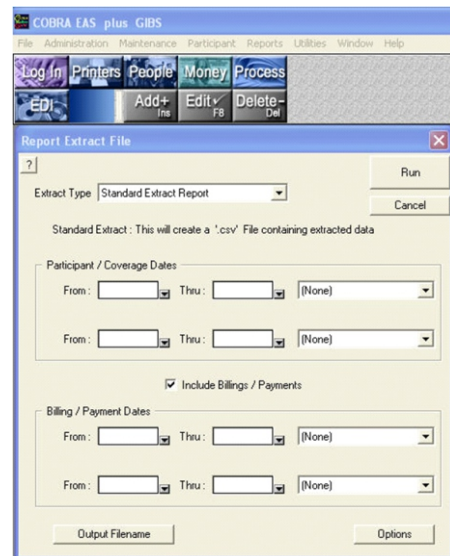 COBRA EAS plus GIBS
File Administration Maintenance Participant Reports Utilities Window Help
Log In Printers People Money Process
EDI Add+ Ins Edit✓ F8 Delete- Del
Report Extract File
?
Run
Extract Type Standard Extract Report
Cancel
Standard Extract : This will create a '.csv' File containing extracted data
Participant / Coverage Dates
From : Thru : (None)
From : Thru : (None)
Include Billings / Payments
Billing / Payment Dates
From : Thru : (None)
From : Thru : (None)
Output Filename Options